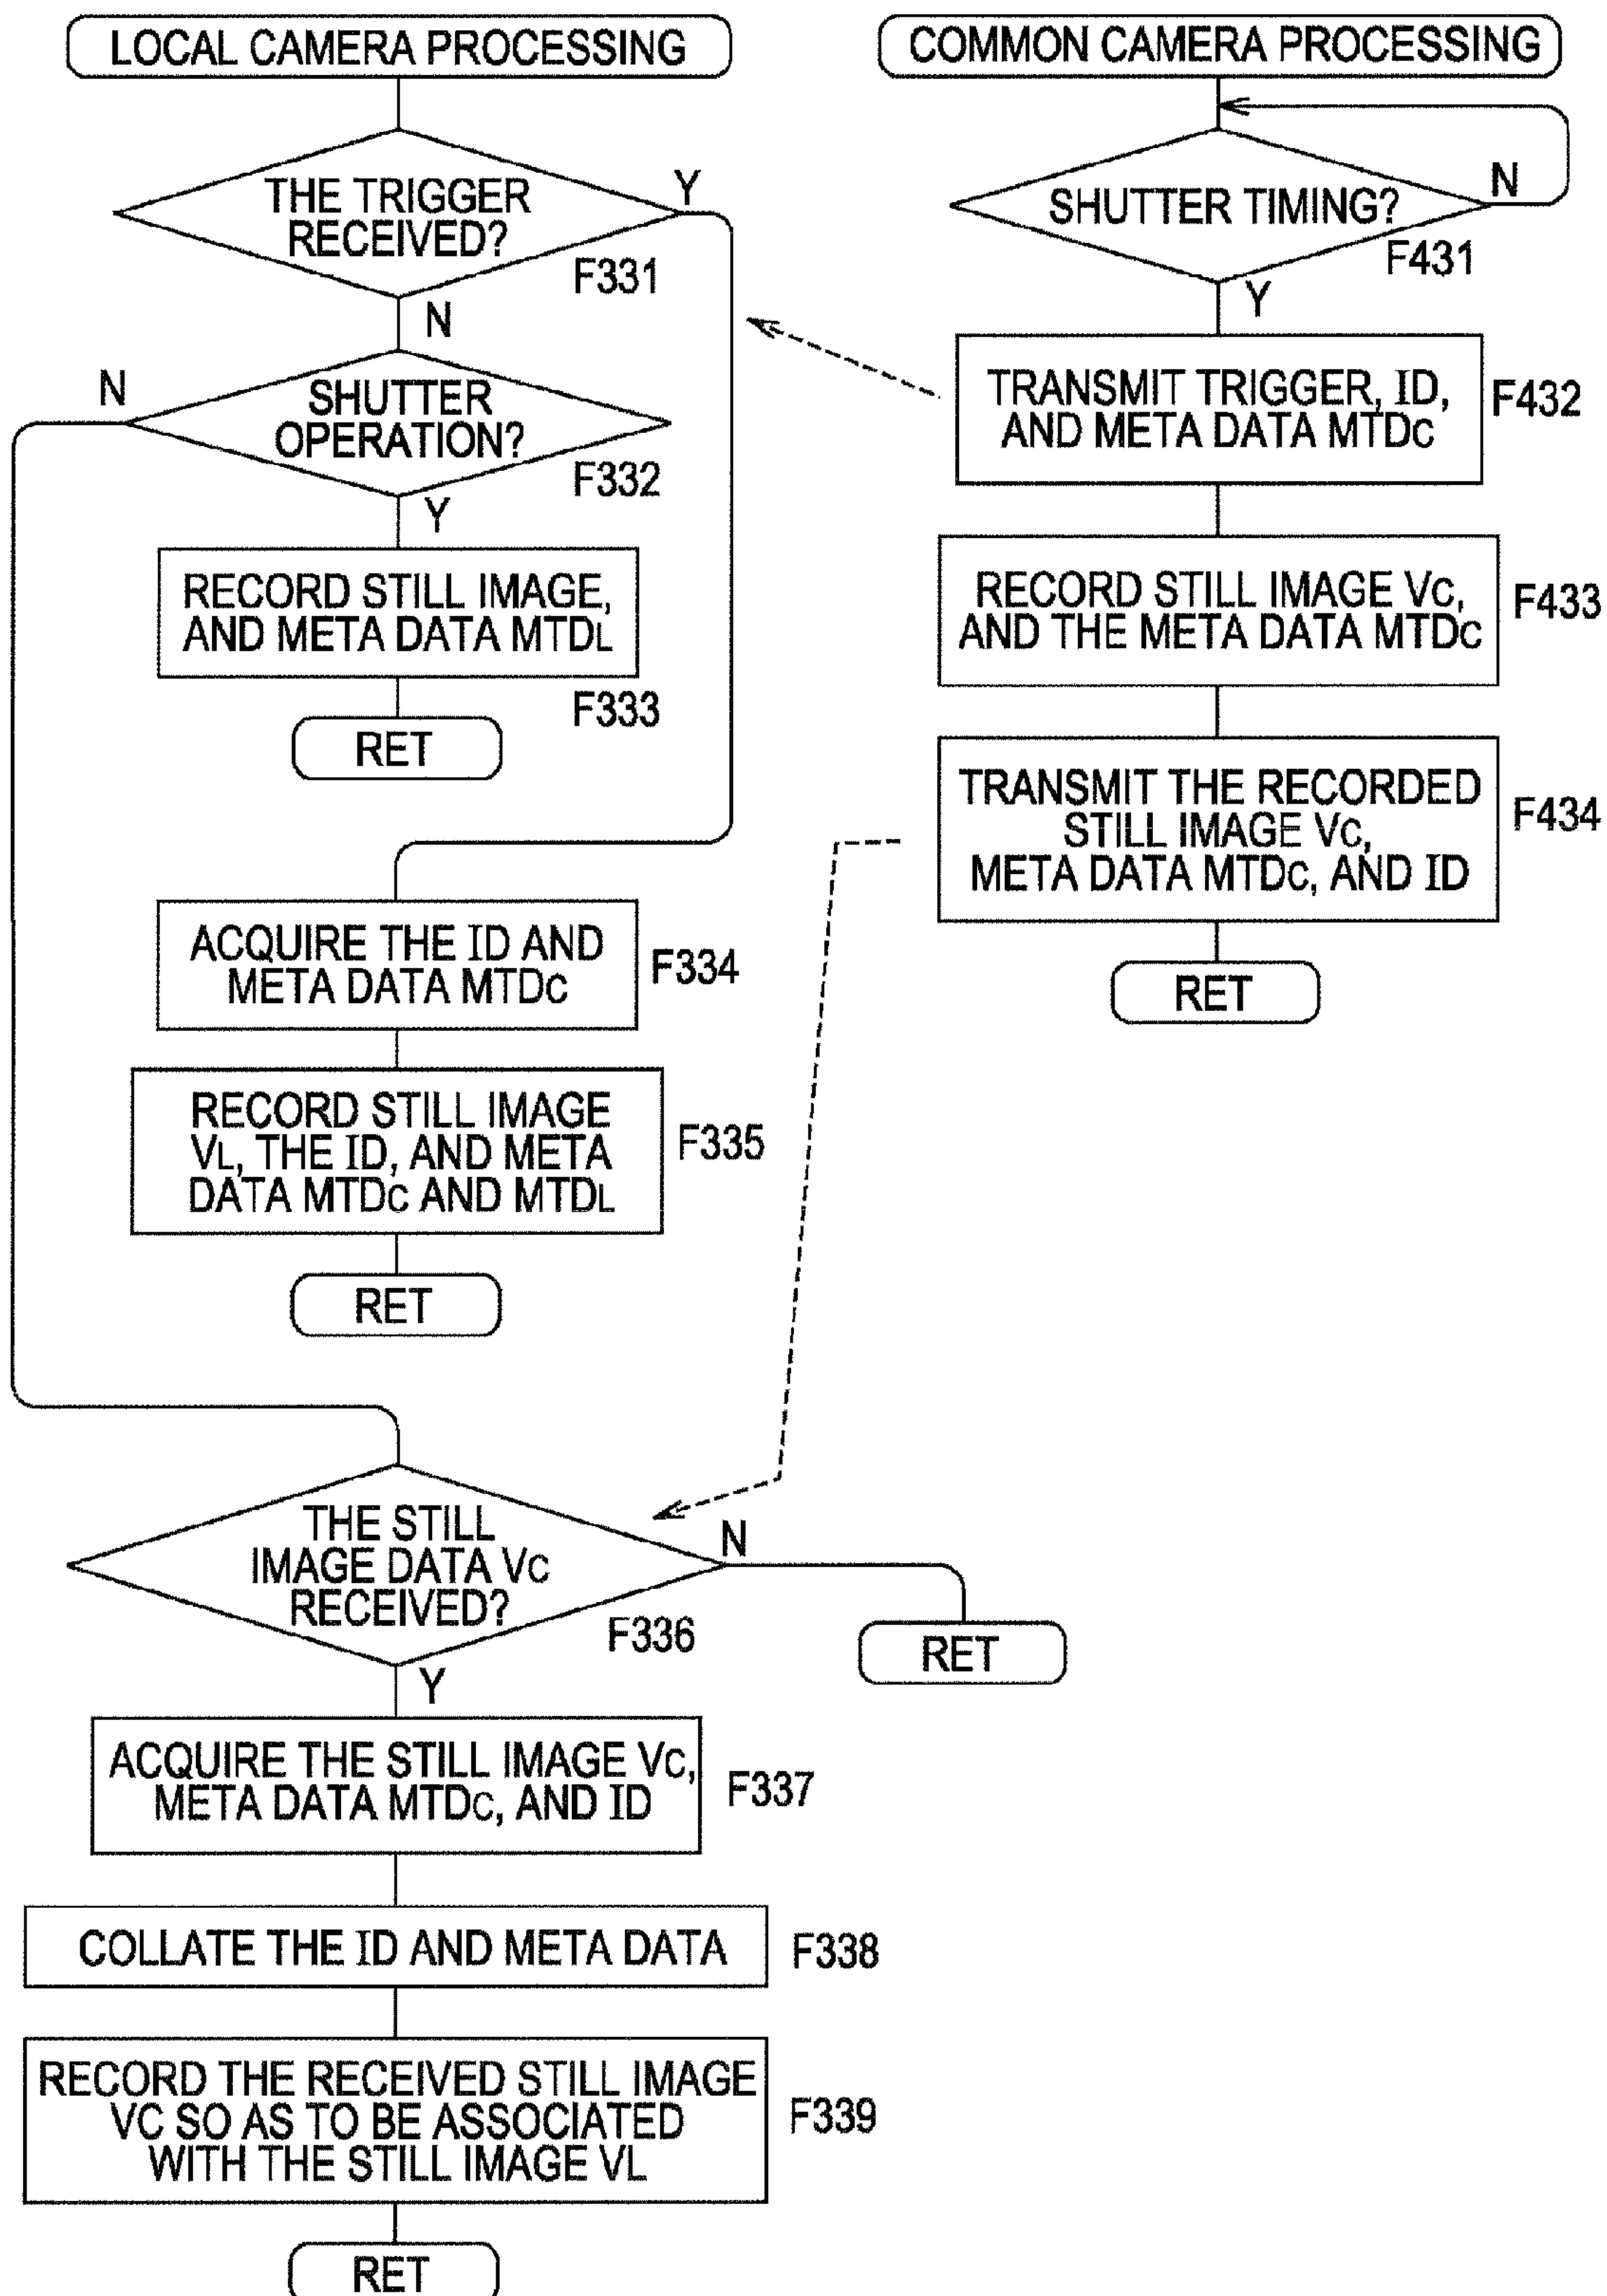 LOCAL CAMERA PROCESSING
THE TRIGGER
RECEIVED?
Y
F331
N
SHUTTER
OPERATION?
N
F332
Y
RECORD STILL IMAGE,
AND META DATA MTDL
F333
RET
ACQUIRE THE ID AND
META DATA MTDC
F334
RECORD STILL IMAGE
VL, THE ID, AND META
DATA MTDC AND MTDL
F335
RET
THE STILL
IMAGE DATA VC
RECEIVED?
N
F336
RET
Y
ACQUIRE THE STILL IMAGE VC,
META DATA MTDC, AND ID
F337
COLLATE THE ID AND META DATA
F338
RECORD THE RECEIVED STILL IMAGE
VC SO AS TO BE ASSOCIATED
WITH THE STILL IMAGE VL
F339
RET
COMMON CAMERA PROCESSING
SHUTTER TIMING?
N
F431
Y
TRANSMIT TRIGGER, ID,
AND META DATA MTDC
F432
RECORD STILL IMAGE VC,
AND THE META DATA MTDC
F433
TRANSMIT THE RECORDED
STILL IMAGE VC,
META DATA MTDC, AND ID
F434
RET